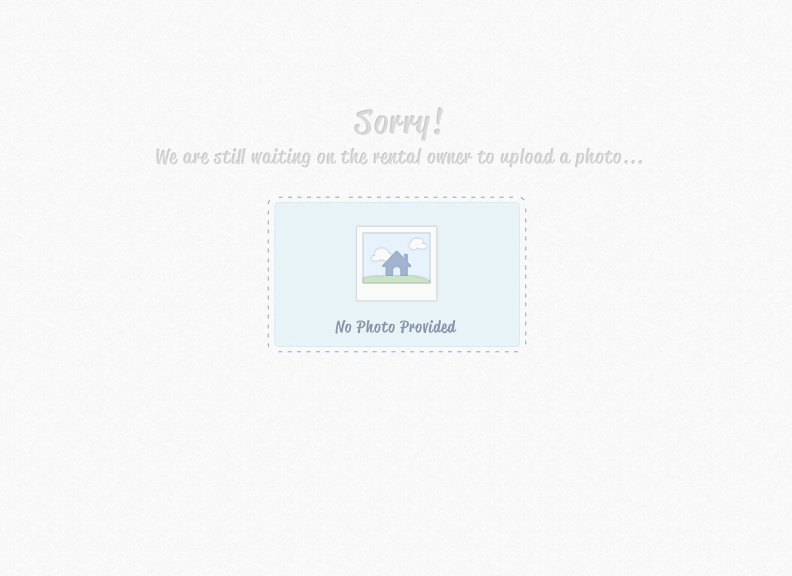 Sorry!
We are still waiting on the rental owner to upload a photo...
No Photo Provided